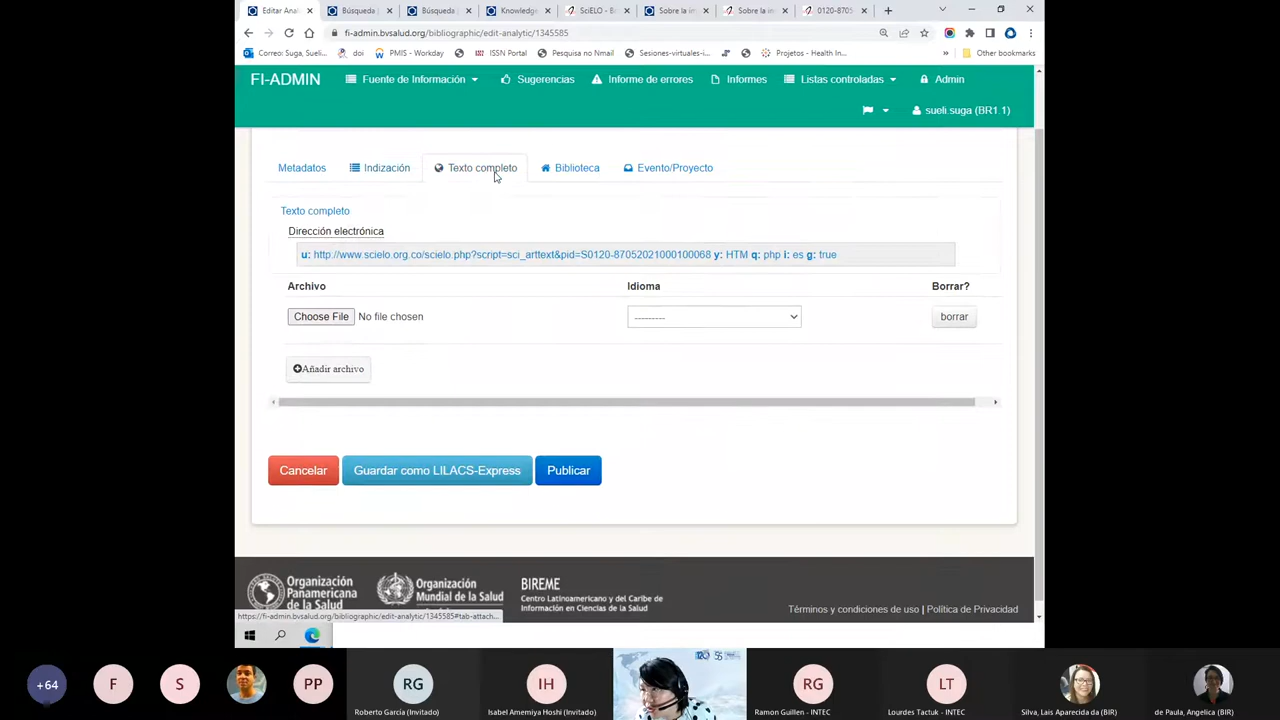 Editar Anal
Búsqueda
Búsqueda
Knowledge
SciELO - B
Sobre la in
Sobre la in
0120-8705
fi-admin.bvsalud.org/bibliographic/edit-analytic/1345585
Correo: Suga, Sueli...
doi
PMIS - Workday
ISSN Portal
Pesquisa no Nmail
Sesiones-virtuales-i...
Projetos - Health In...
»
Other bookmarks
FI-ADMIN
Fuente de Información
Sugerencias
Informe de errores
Informes
Listas controladas
Admin
sueli.suga (BR1.1)
Metadatos
Indización
Texto completo
Biblioteca
Evento/Proyecto
Texto completo
Dirección electrónica
u: http://www.scielo.org.co/scielo.php?script=sci_arttext&pid=S0120-87052021000100068 y: HTM q: php i: es g: true
Archivo
Idioma
Borrar?
Choose File No file chosen
---------
borrar
Añadir archivo
Cancelar
Guardar como LILACS-Express
Publicar
Organización
Panamericana
de la Salud
Organización
Mundial de la Salud
BIREME
Centro Latinoamericano y del Caribe de
Información en Ciencias de la Salud
Términos y condiciones de uso | Política de Privacidad
https://fi-admin.bvsalud.org/bibliographic/edit-analytic/1345585#tab-attach...
+64
F
S
PP
RG
Roberto García (Invitado)
IH
Isabel Amemiya Hoshi (Invitado)
RG
Ramon Guillen - INTEC
LT
Lourdes Tactuk - INTEC
Silva, Lais Aparecida da (BIR)
de Paula, Angelica (BIR)